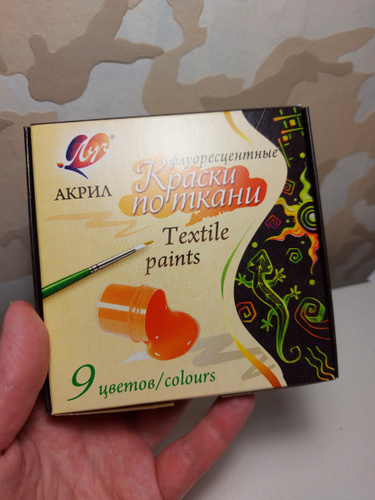 Луч
АКРИЛ
флуоресцентные
Краски
по ткани
Textile
paints
9 цветов/colours